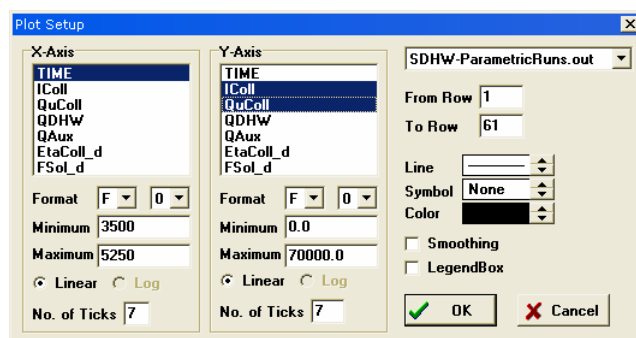 Plot Setup
X-Axis
TIME
IColl
QuColl
QDHW
QAux
EtaColl_d
FSol_d
Format F 0
Minimum 3500
Maximum 5250
Linear Log
No. of Ticks 7
Y-Axis
TIME
IColl
QuColl
QDHW
QAux
EtaColl_d
FSol_d
Format F 0
Minimum 0.0
Maximum 70000.0
Linear Log
No. of Ticks 7
SDHW-ParametricRuns.out
From Row 1
To Row 61
Line
Symbol None
Color
Smoothing
LegendBox
OK Cancel